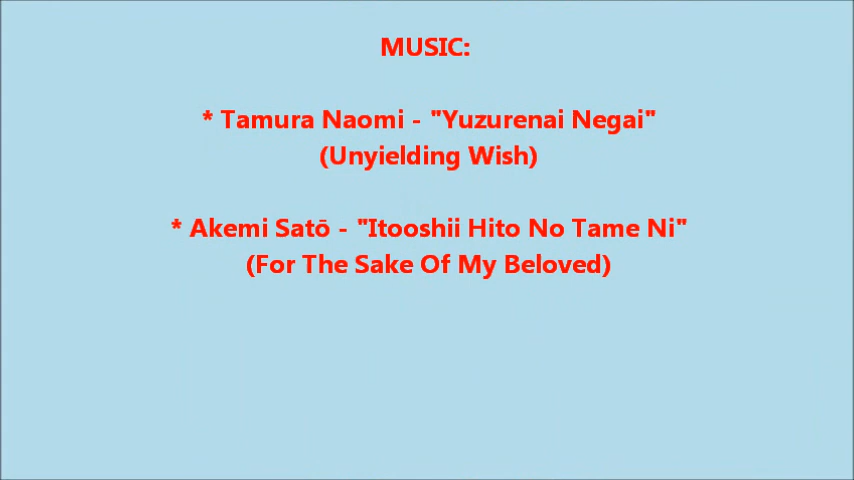 MUSIC:
* Tamura Naomi - "Yuzurenai Negai"
(Unyielding Wish)
* Akemi Satō - "Itooshii Hito No Tame Ni"
(For The Sake Of My Beloved)